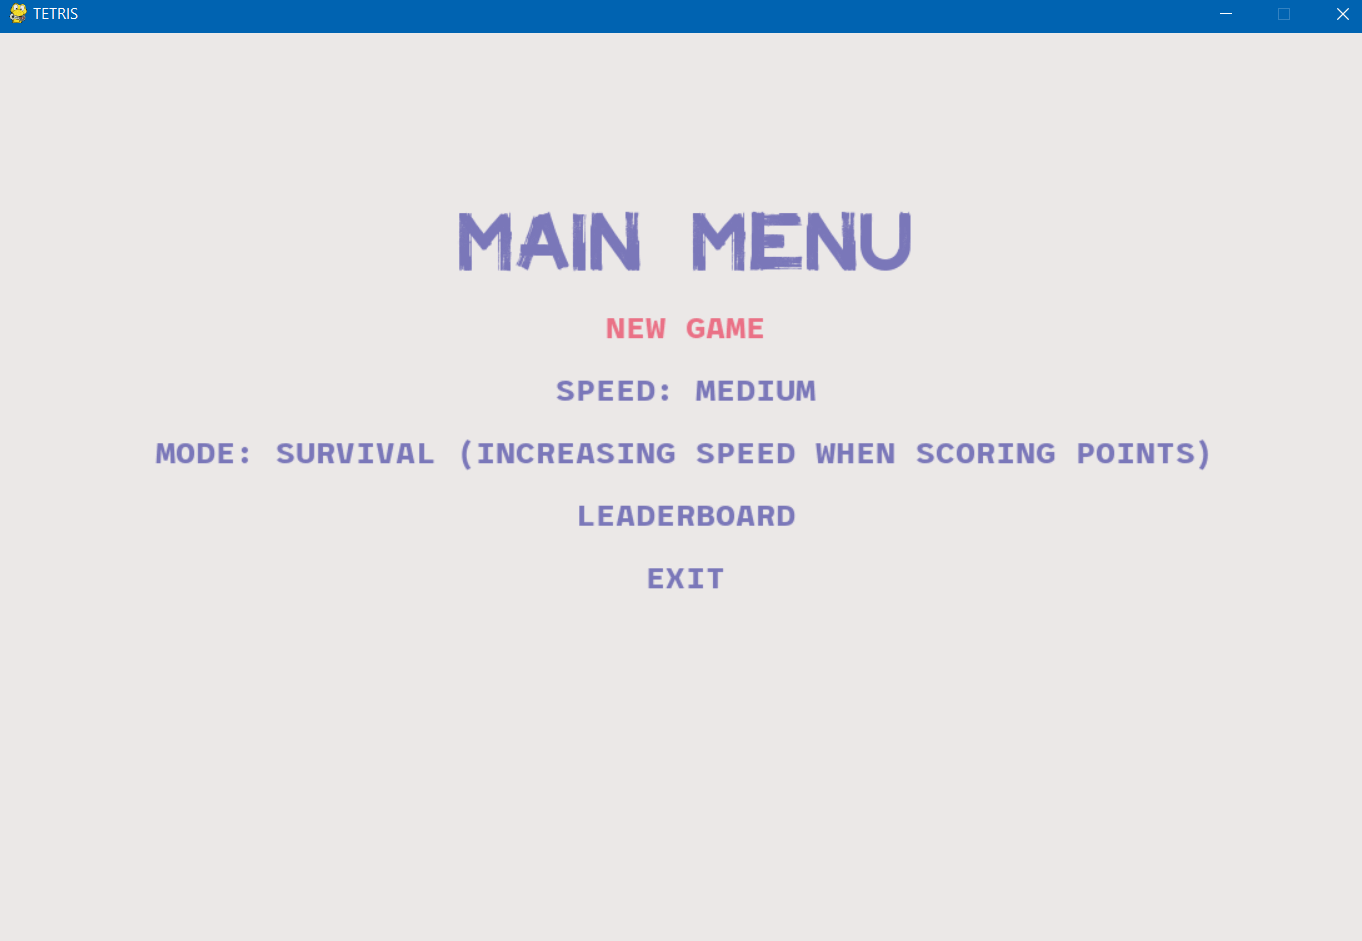 TETRIS
MAIN MENU
NEW GAME
SPEED: MEDIUM
MODE: SURVIVAL (INCREASING SPEED WHEN SCORING POINTS)
LEADERBOARD
EXIT